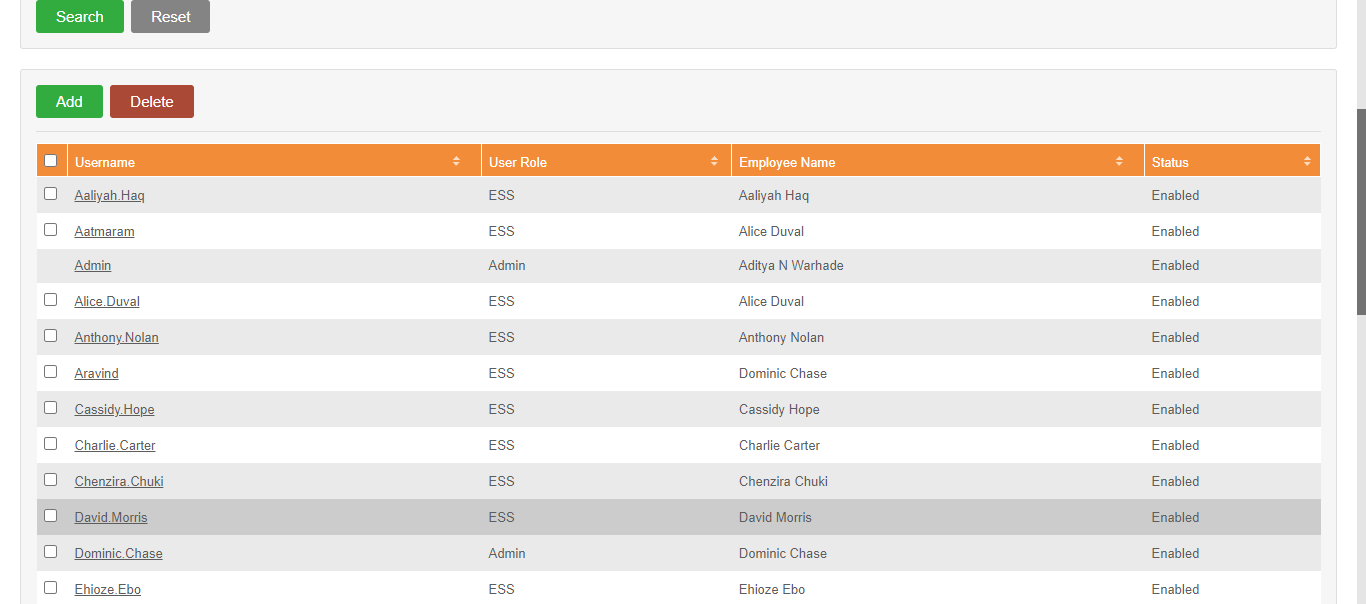 Search Reset
Add Delete
Username User Role Employee Name Status
Aaliyah.Haq ESS Aaliyah Haq Enabled
Aatmaram ESS Alice Duval Enabled
Admin Admin Aditya N Warhade Enabled
Alice.Duval ESS Alice Duval Enabled
Anthony.Nolan ESS Anthony Nolan Enabled
Aravind ESS Dominic Chase Enabled
Cassidy.Hope ESS Cassidy Hope Enabled
Charlie.Carter ESS Charlie Carter Enabled
Chenzira.Chuki ESS Chenzira Chuki Enabled
David.Morris ESS David Morris Enabled
Dominic.Chase Admin Dominic Chase Enabled
Ehioze.Ebo ESS Ehioze Ebo Enabled